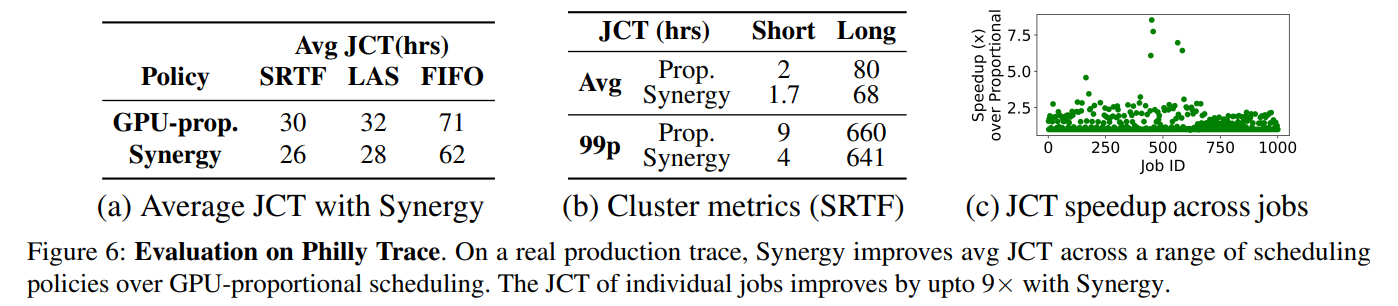 Avg JCT(hrs)
Policy SRTF LAS FIFO
GPU-prop. 30 32 71
Synergy 26 28 62
(a) Average JCT with Synergy
JCT (hrs) Short Long
Avg Prop. 2 80
Synergy 1.7 68
99p Prop. 9 660
Synergy 4 641
(b) Cluster metrics (SRTF)
Speedup (x)
over Proportional
7.5
5.0
2.5
0 250 500 750 1000
Job ID
(c) JCT speedup across jobs
Figure 6: Evaluation on Philly Trace. On a real production trace, Synergy improves avg JCT across a range of scheduling
policies over GPU-proportional scheduling. The JCT of individual jobs improves by upto 9× with Synergy.